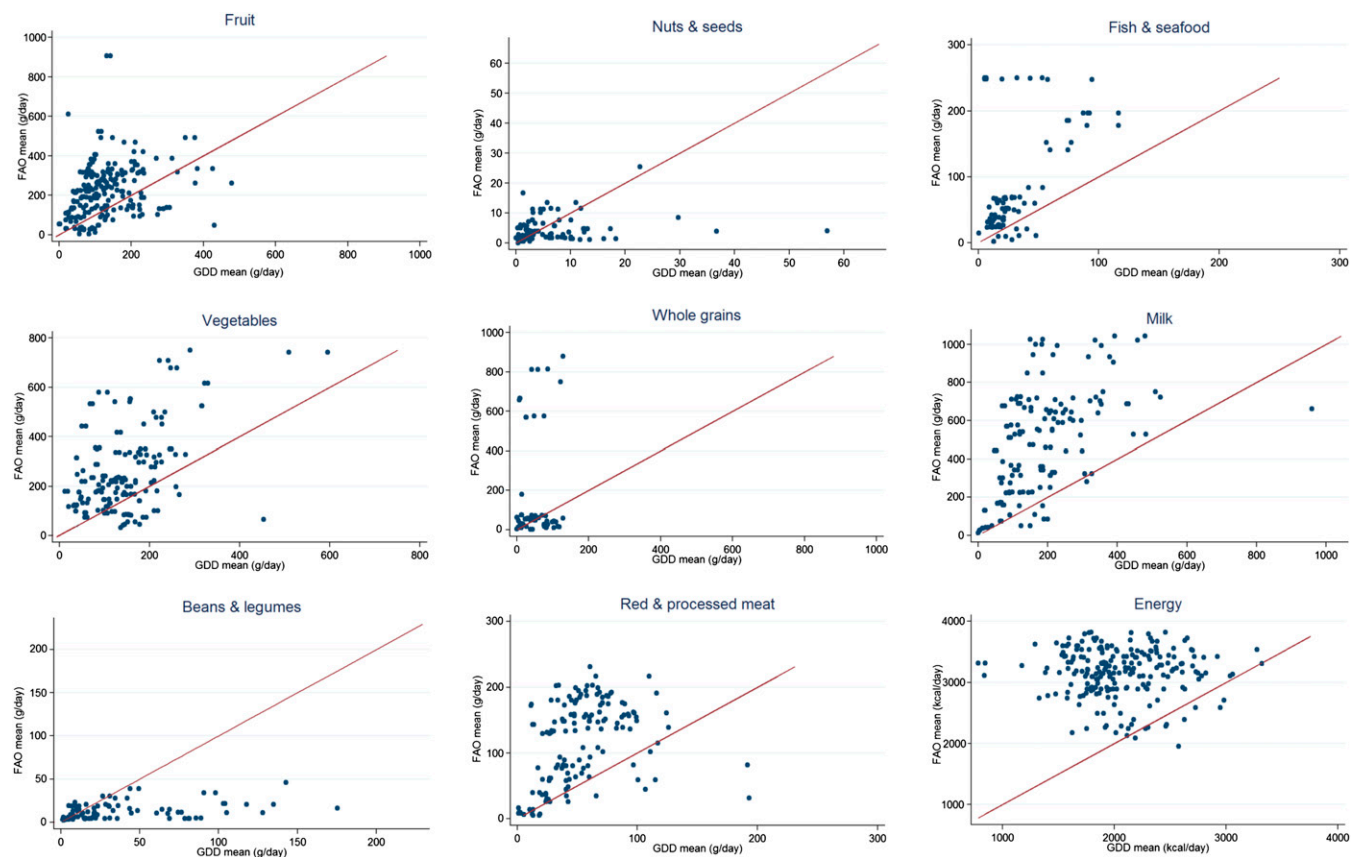 Fruit
FAO mean (g/day)
1000
800
600
400
200
0
0 200 400 600 800 1000
GDD mean (g/day)
Nuts & seeds
FAO mean (g/day)
60
50
40
30
20
10
0
0 10 20 30 40 50 60
GDD mean (g/day)
Fish & seafood
FAO mean (g/day)
300
200
100
0
0 100 200 300
GDD mean (g/day)
Vegetables
FAO mean (g/day)
800
600
400
200
0
0 200 400 600 800
GDD mean (g/day)
Whole grains
FAO mean (g/day)
1000
800
600
400
200
0
0 200 400 600 800 1000
GDD mean (g/day)
Milk
FAO mean (g/day)
1000
800
600
400
200
0
0 200 400 600 800 1000
GDD mean (g/day)
Beans & legumes
FAO mean (g/day)
200
150
100
50
0
0 50 100 150 200
GDD mean (g/day)
Red & processed meat
FAO mean (g/day)
300
200
100
0
0 100 200 300
GDD mean (g/day)
Energy
FAO mean (kcal/day)
4000
3000
2000
1000
1000 2000 3000 4000
GDD mean (kcal/day)